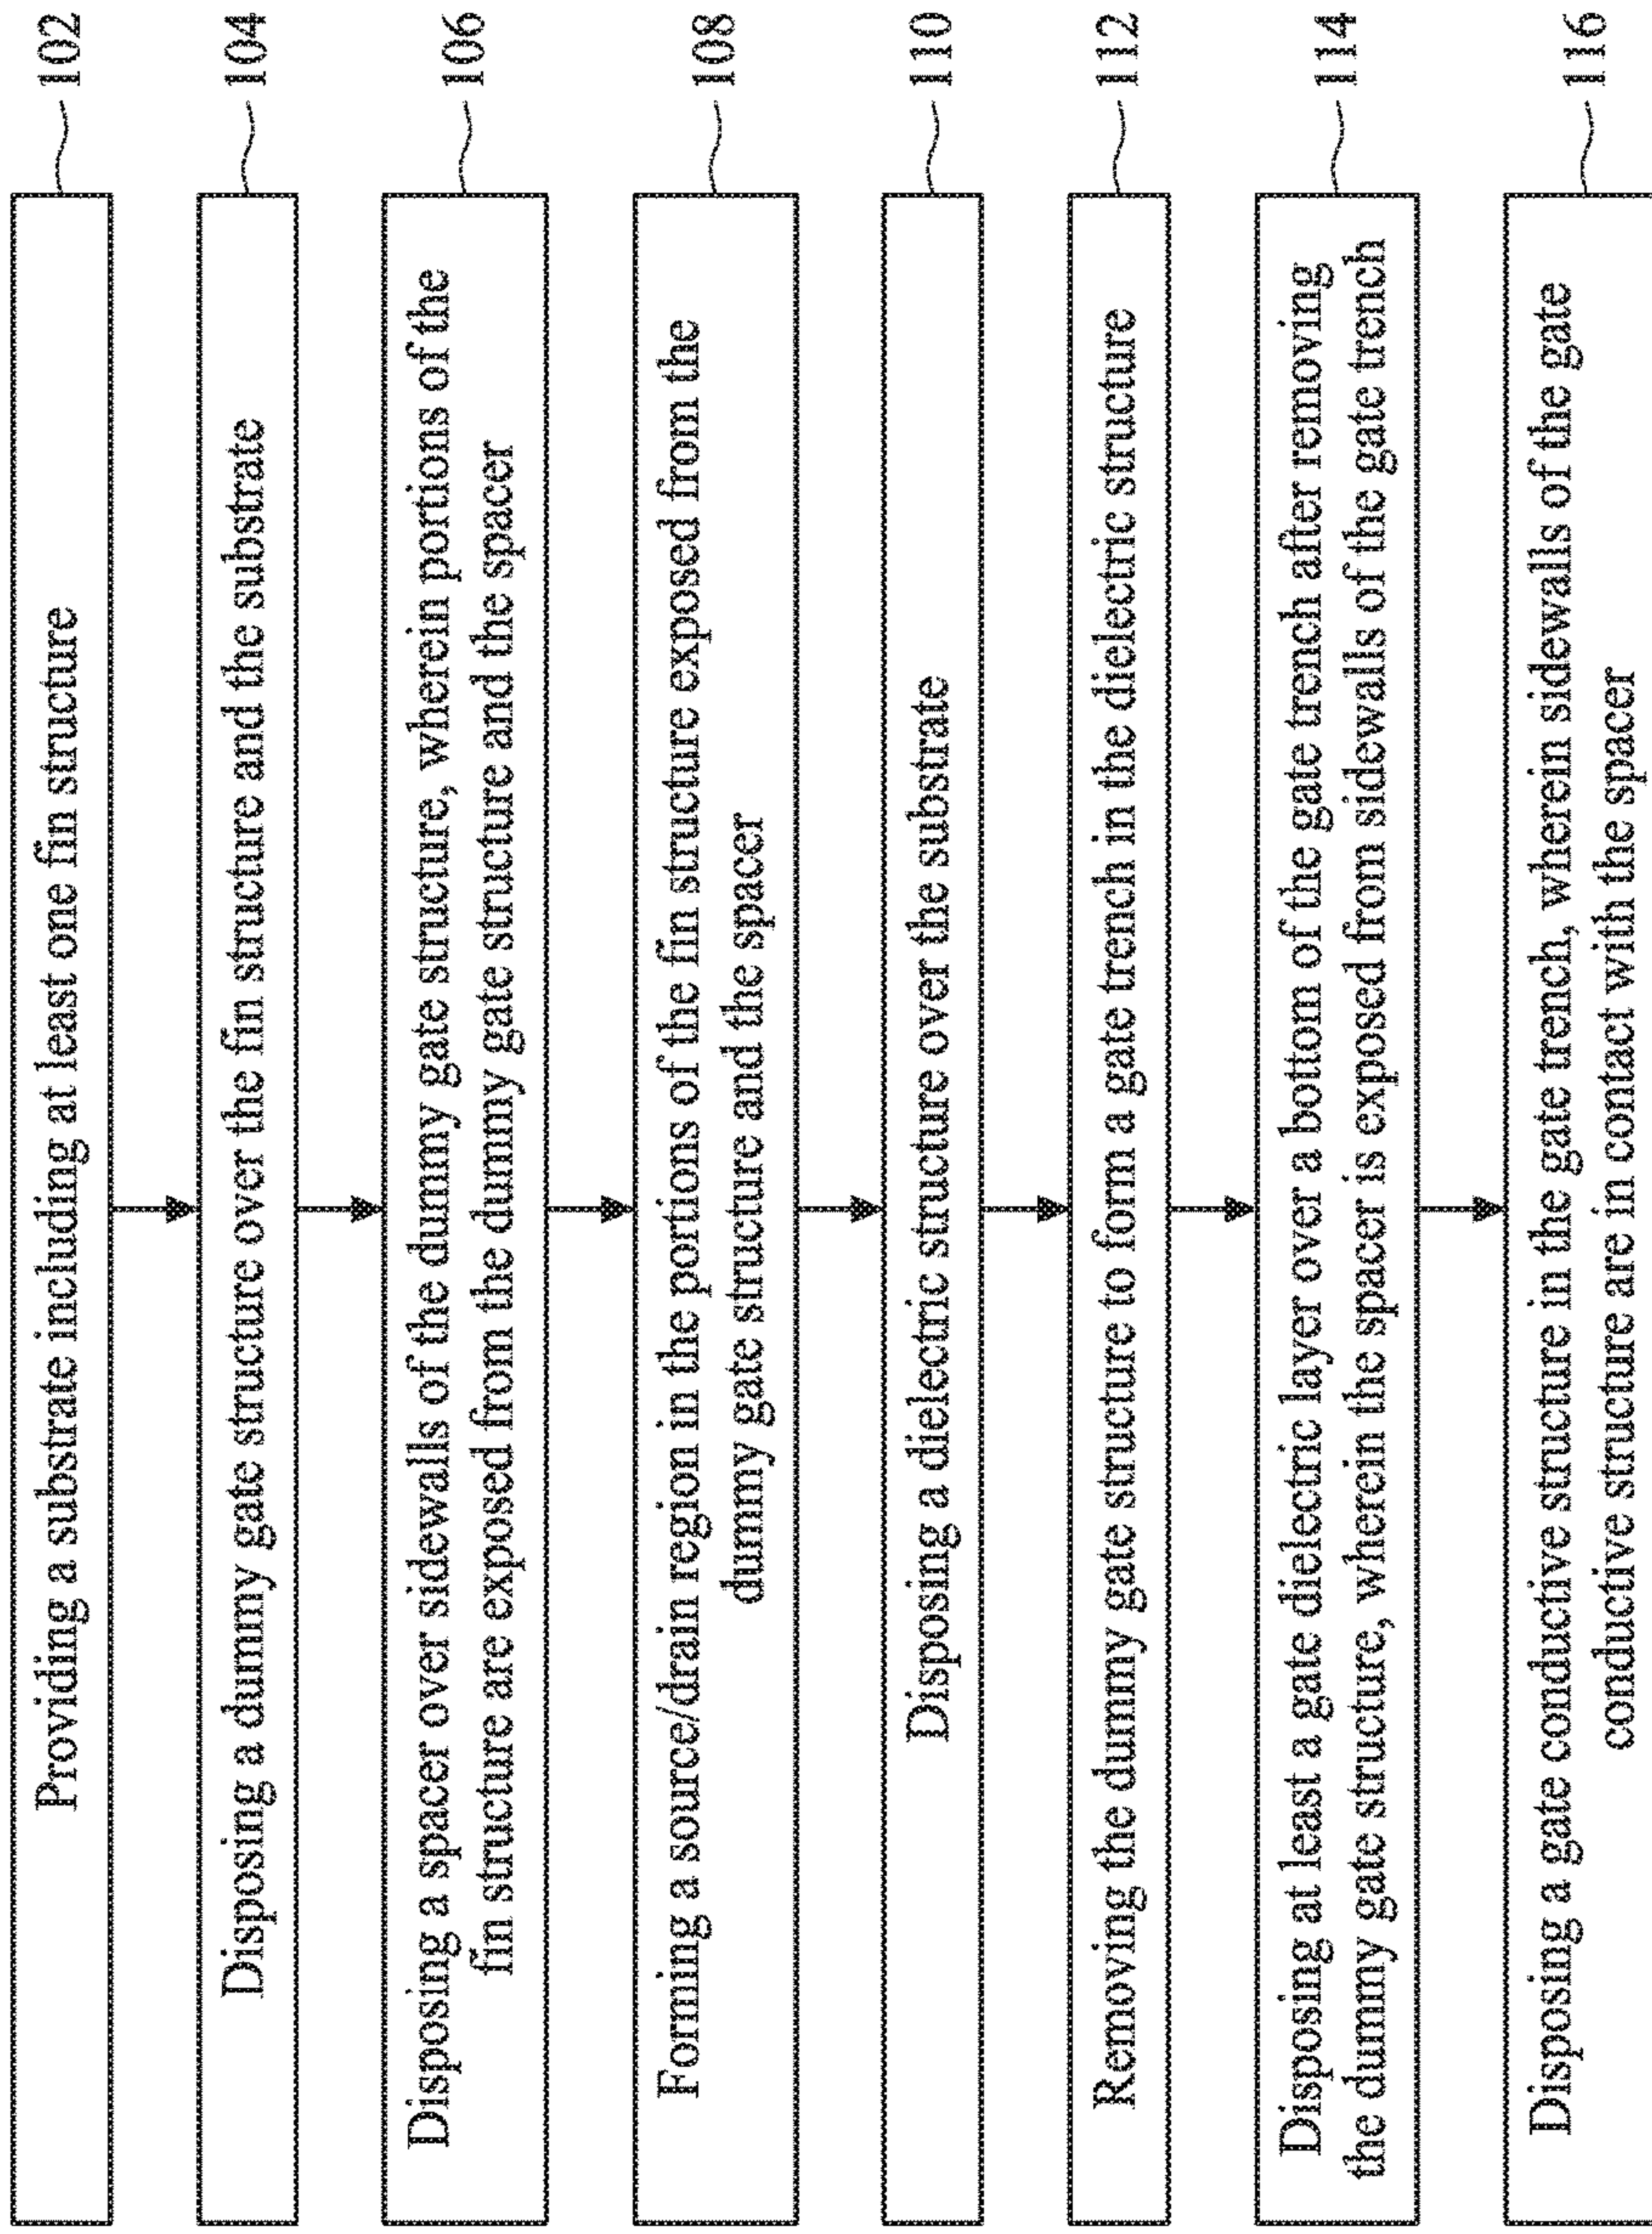 Providing a substrate including at least one fin structure
102
Disposing a dummy gate structure over the fin structure and the substrate
104
Disposing a spacer over sidewalls of the dummy gate structure, wherein portions of the
fin structure are exposed from the dummy gate structure and the spacer
106
Forming a source/drain region in the portions of the fin structure exposed from the
dummy gate structure and the spacer
108
Disposing a dielectric structure over the substrate
110
Removing the dummy gate structure to form a gate trench in the dielectric structure
112
Disposing at least a gate dielectric layer over a bottom of the gate trench after removing
the dummy gate structure, wherein the spacer is exposed from sidewalls of the gate trench
114
Disposing a gate conductive structure in the gate trench, wherein sidewalls of the gate
conductive structure are in contact with the spacer
116